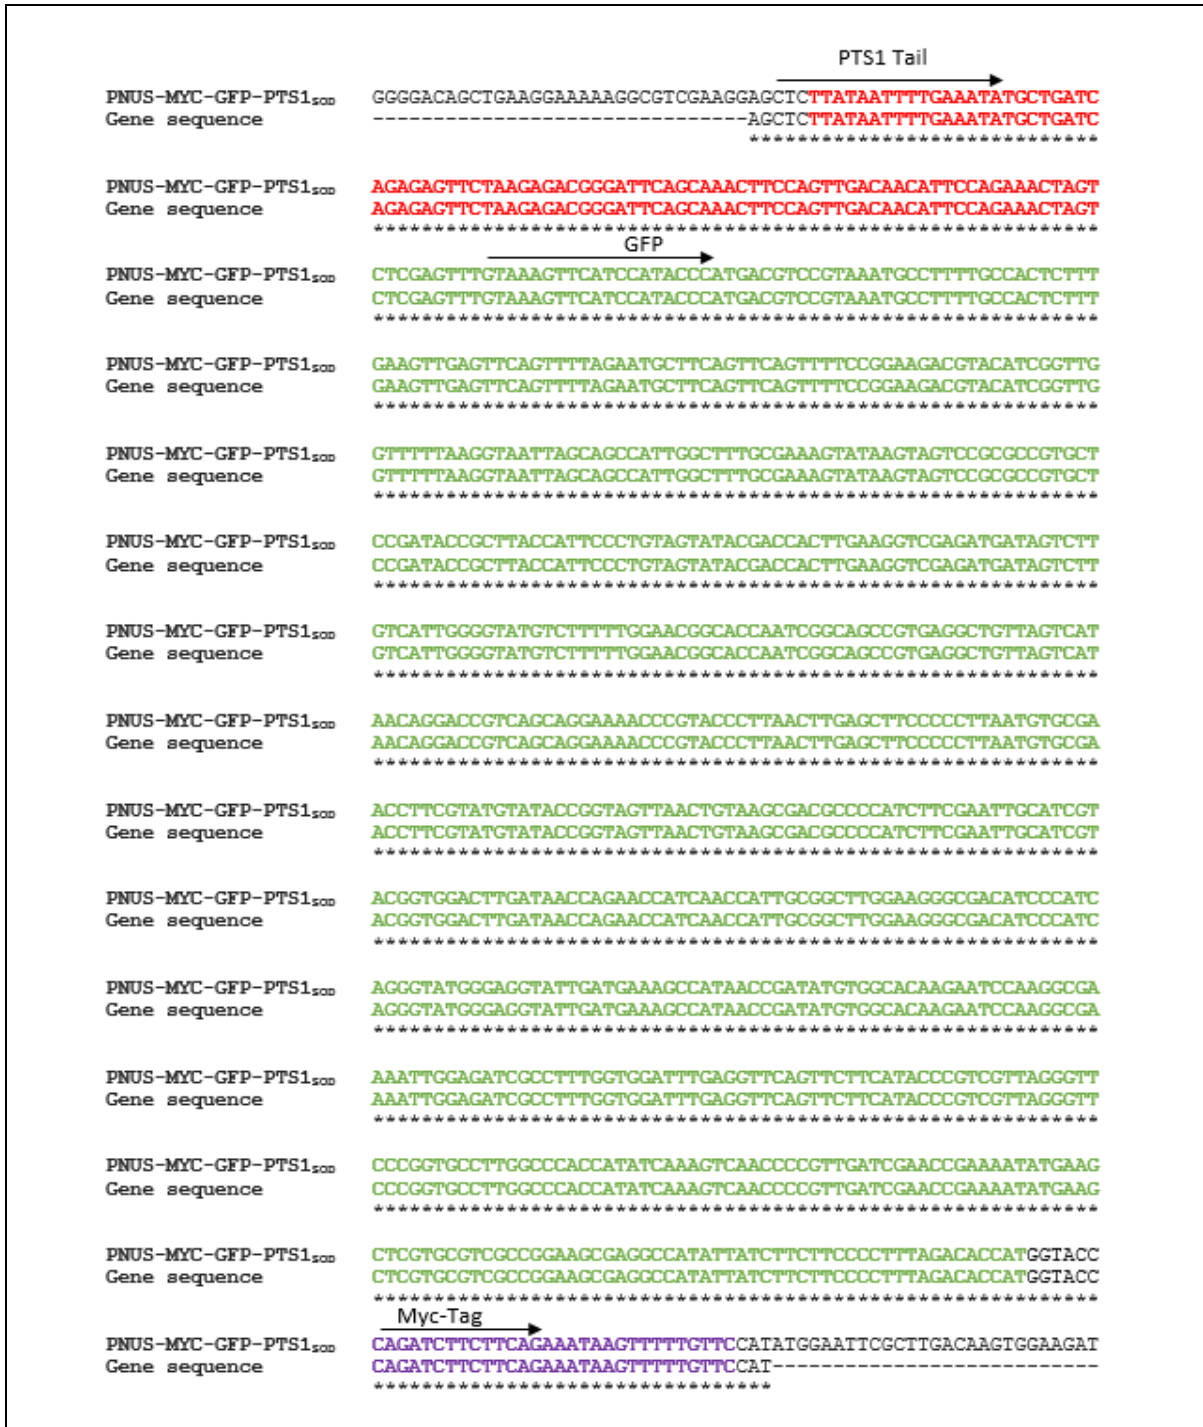 PTS1 Tail
PNUS-MYC-GFP-PTS1SOD GGGGACAGCTGAAGGAAAAAGGCGTCGAAGGAGCTCTTATAATTTTGAAATATGCTGATC
Gene sequence -------------------------------AGCTCTTATAATTTTGAAATATGCTGATC
*****************************
PNUS-MYC-GFP-PTS1SOD AGAGAGTTCTAAGAGACGGGATTCAGCAAACTTCCAGTTGACAACATTCCAGAAACTAGT
Gene sequence AGAGAGTTCTAAGAGACGGGATTCAGCAAACTTCCAGTTGACAACATTCCAGAAACTAGT
************************************************************
GFP
PNUS-MYC-GFP-PTS1SOD CTCGAGTTTGTAAAGTTCATCCATACCCATGACGTCCGTAAATGCCTTTTGCCACTCTTT
Gene sequence CTCGAGTTTGTAAAGTTCATCCATACCCATGACGTCCGTAAATGCCTTTTGCCACTCTTT
************************************************************
PNUS-MYC-GFP-PTS1SOD GAAGTTGAGTTCAGTTTTAGAATGCTTCAGTTCAGTTTTTCCGGAAGACGTACATCGGTTG
Gene sequence GAAGTTGAGTTCAGTTTTAGAATGCTTCAGTTCAGTTTTTCCGGAAGACGTACATCGGTTG
************************************************************
PNUS-MYC-GFP-PTS1SOD GTTTTTAAGGTAATTAGCAGCCATTGGCTTTGCGAAAGTATAAGTAGTCCGCGCCGTGCT
Gene sequence GTTTTTAAGGTAATTAGCAGCCATTGGCTTTGCGAAAGTATAAGTAGTCCGCGCCGTGCT
************************************************************
PNUS-MYC-GFP-PTS1SOD CCGATACCGCTTACCATTCCCTGTAGTATACGACCACTTGAAGGTCGAGATGATAGTCTT
Gene sequence CCGATACCGCTTACCATTCCCTGTAGTATACGACCACTTGAAGGTCGAGATGATAGTCTT
************************************************************
PNUS-MYC-GFP-PTS1SOD GTCATTGGGGTATGTCTTTTTGGAACGGCACCAATCGGCAGCCGTGAGGCTGTTAGTCAT
Gene sequence GTCATTGGGGTATGTCTTTTTGGAACGGCACCAATCGGCAGCCGTGAGGCTGTTAGTCAT
************************************************************
PNUS-MYC-GFP-PTS1SOD AACAGGACCGTCAGCAGGAAAACCCGTACCCTTAACTTGAGCTTCCCCCTTAATGTGCGA
Gene sequence AACAGGACCGTCAGCAGGAAAACCCGTACCCTTAACTTGAGCTTCCCCCTTAATGTGCGA
************************************************************
PNUS-MYC-GFP-PTS1SOD ACCTTCGTATGTATACCGGTAGTTAACTGTAAGCGACGCCCCATCTTCGAATTGCATCGT
Gene sequence ACCTTCGTATGTATACCGGTAGTTAACTGTAAGCGACGCCCCATCTTCGAATTGCATCGT
************************************************************
PNUS-MYC-GFP-PTS1SOD ACGGTGGACTTGATAACCAGAACCATCAACCATTGCGGCTTGGAAGGGCGACATCCCATC
Gene sequence ACGGTGGACTTGATAACCAGAACCATCAACCATTGCGGCTTGGAAGGGCGACATCCCATC
************************************************************
PNUS-MYC-GFP-PTS1SOD AGGGTATGGGAGGTATTGATGAAAGCCATAACCGATATGTGGCACAAGAATCCAAGGCGA
Gene sequence AGGGTATGGGAGGTATTGATGAAAGCCATAACCGATATGTGGCACAAGAATCCAAGGCGA
************************************************************
PNUS-MYC-GFP-PTS1SOD AAATTGGAGATCGCCTTTGGTGGATTTGAGGTTCAGTTCTTCATACCCGTCGTTAGGGTT
Gene sequence AAATTGGAGATCGCCTTTGGTGGATTTGAGGTTCAGTTCTTCATACCCGTCGTTAGGGTT
************************************************************
PNUS-MYC-GFP-PTS1SOD CCCGGTGCCTTGGCCCACCATATCAAAGTCAACCCCGTTGATCGAACCGAAAATATGAAG
Gene sequence CCCGGTGCCTTGGCCCACCATATCAAAGTCAACCCCGTTGATCGAACCGAAAATATGAAG
************************************************************
PNUS-MYC-GFP-PTS1SOD CTCGTGCGTCGCCGGAAGCGAGGCCATATTATCTTCTTCCCCTTTAGACACCATGGTACC
Gene sequence CTCGTGCGTCGCCGGAAGCGAGGCCATATTATCTTCTTCCCCTTTAGACACCATGGTACC
************************************************************
Myc-Tag
PNUS-MYC-GFP-PTS1SOD CAGATCTTCTTCAGAAATAAGTTTTTGTTCCATATGGAATTCGCTTGACAAGTGGAAGAT
Gene sequence CAGATCTTCTTCAGAAATAAGTTTTTGTTCCAT---------------------------
*********************************